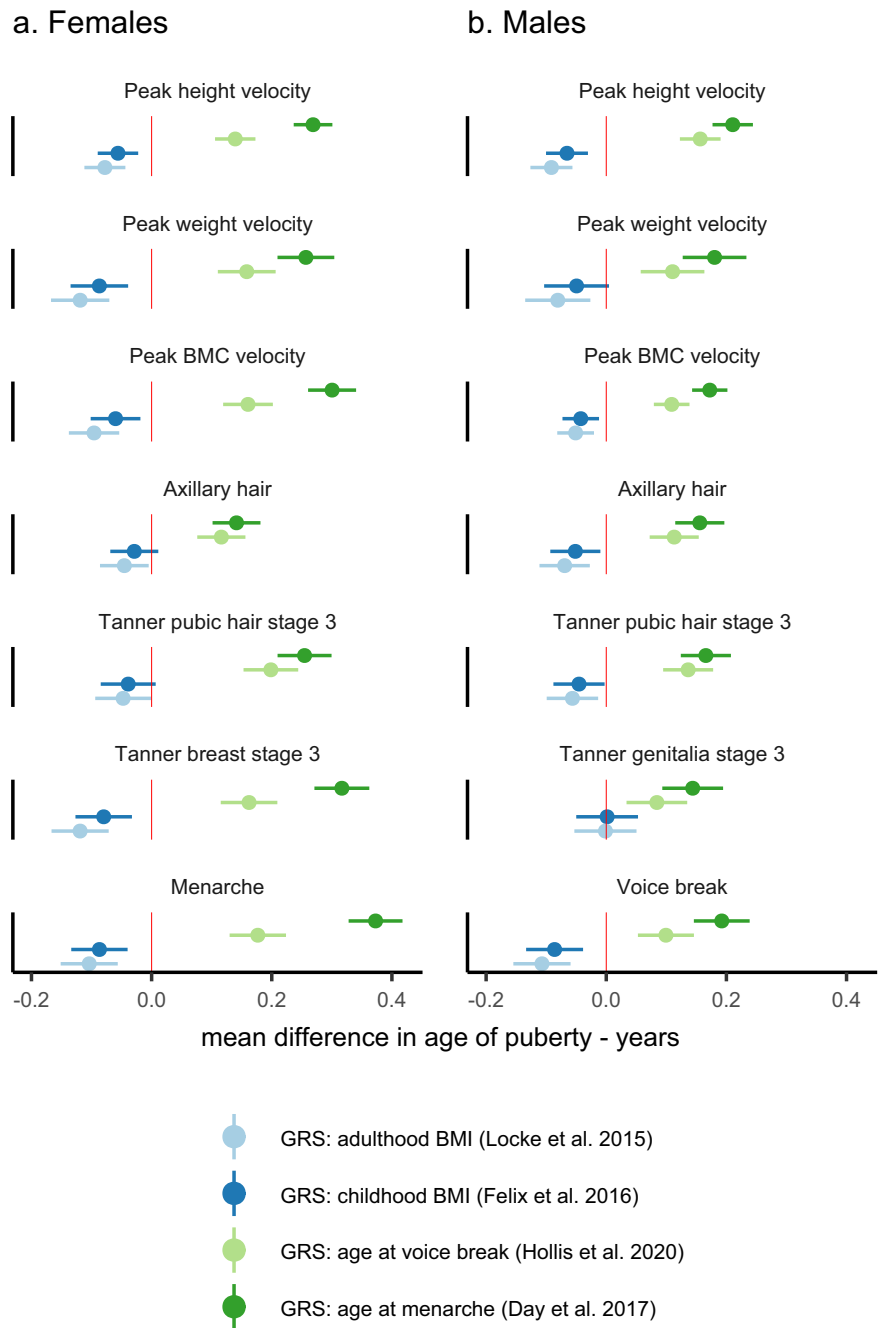 a. Females
b. Males
Peak height velocity
Peak height velocity
Peak weight velocity
Peak weight velocity
Peak BMC velocity
Peak BMC velocity
Axillary hair
Axillary hair
Tanner pubic hair stage 3
Tanner pubic hair stage 3
Tanner breast stage 3
Tanner genitalia stage 3
Menarche
Voice break
-0.2 0.0 0.2 0.4
-0.2 0.0 0.2 0.4
mean difference in age of puberty - years
GRS: adulthood BMI (Locke et al. 2015)
GRS: childhood BMI (Felix et al. 2016)
GRS: age at voice break (Hollis et al. 2020)
GRS: age at menarche (Day et al. 2017)